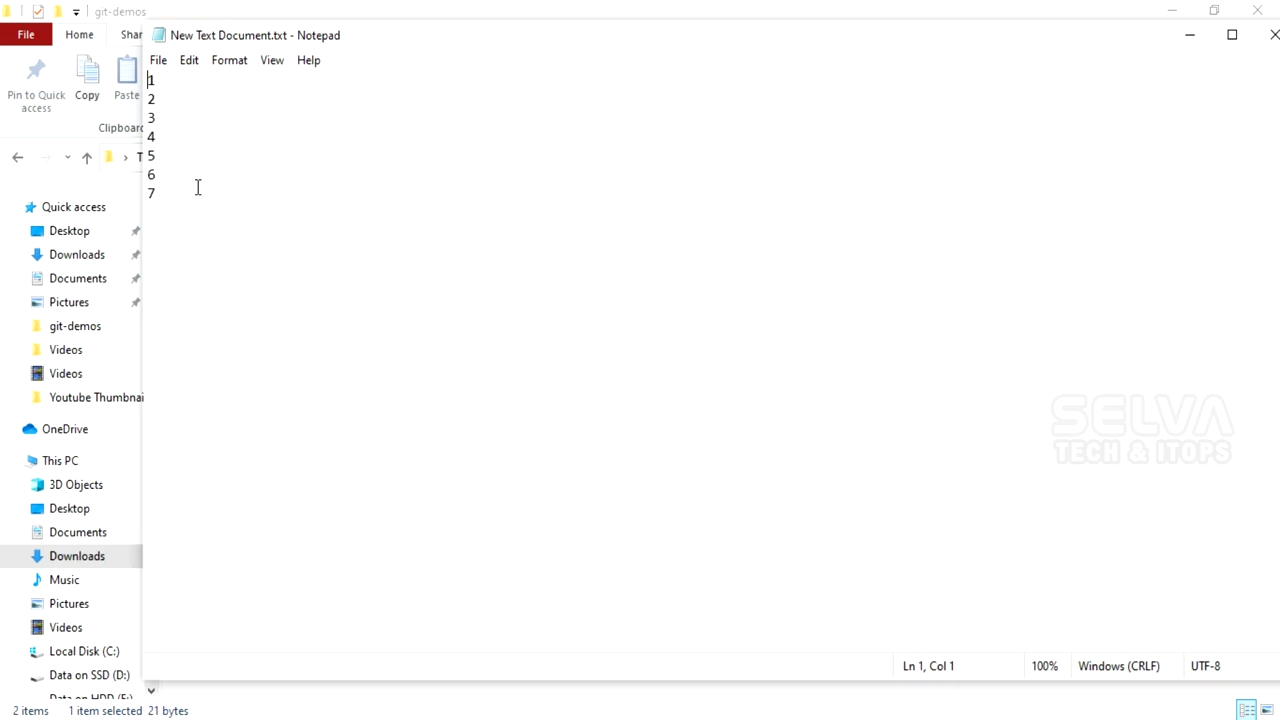 git-demos
New Text Document.txt - Notepad
File Home Shar
File Edit Format View Help
Pin to Quick access
Copy
Paste
Clipboard
1
2
3
4
5
6
7
Quick access
Desktop
Downloads
Documents
Pictures
git-demos
Videos
Videos
Youtube Thumbnai
OneDrive
This PC
3D Objects
Desktop
Documents
Downloads
Music
Pictures
Videos
Local Disk (C:)
Data on SSD (D:)
SELVA
TECH & ITOPS
Ln 1, Col 1 100% Windows (CRLF) UTF-8
2 items 1 item selected 21 bytes